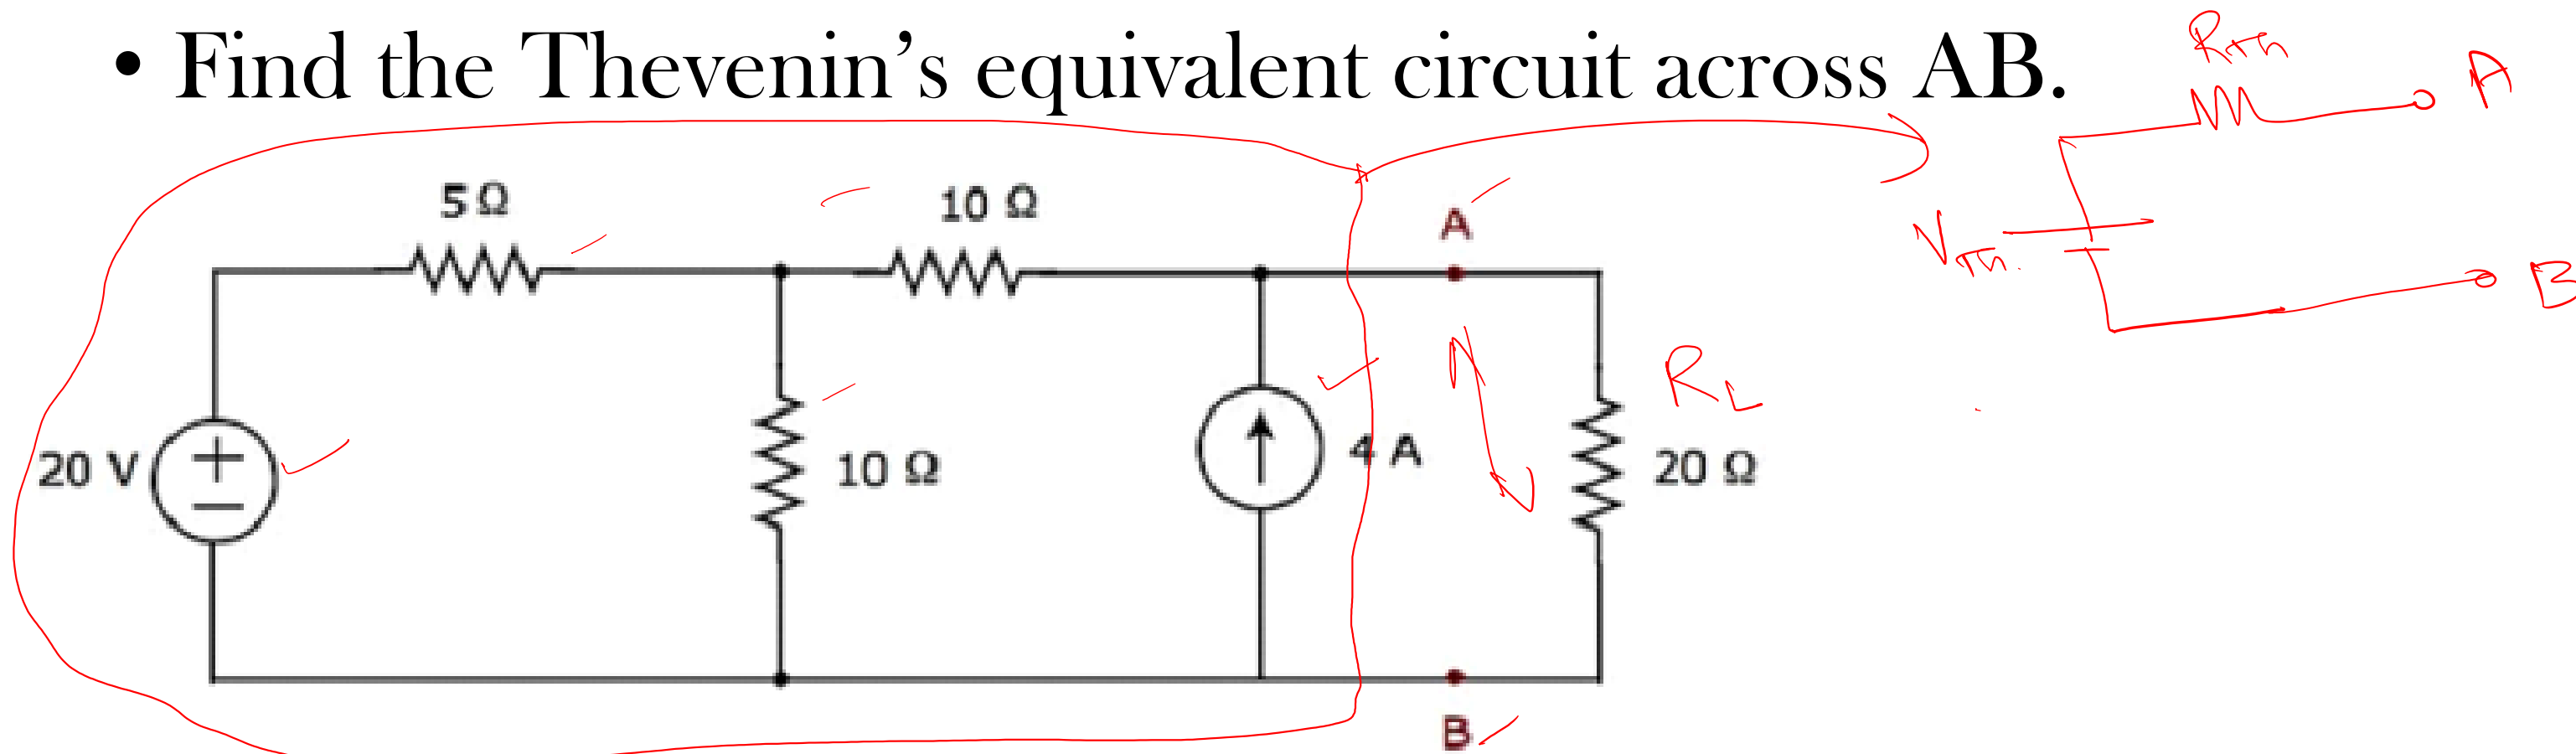 • Find the Thevenin's equivalent circuit across AB.
RTh
A
5 Ω
10 Ω
A
VTh.
B
RL
20 V
10 Ω
4 A
20 Ω
B